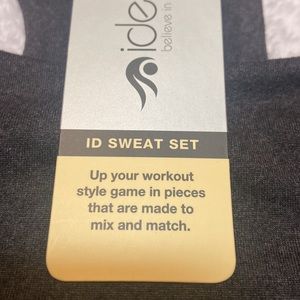 ide
believe in
ID SWEAT SET
Up your workout
style game in pieces
that are made to
mix and match.